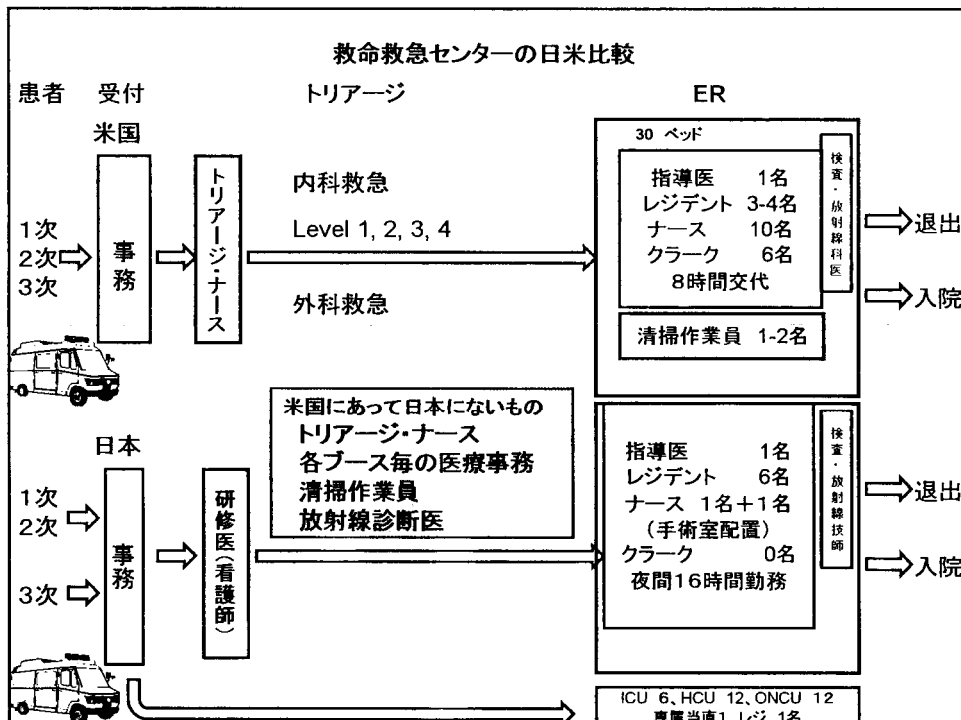 救命救急センターの日米比較
患者 受付 トリアージ ER
米国
1次
2次
3次
事務
トリアージ・ナース
内科救急
Level 1, 2, 3, 4
外科救急
30 ベッド
指導医 1名
レジデント 3-4名
ナース 10名
クラーク 6名
8時間交代
清掃作業員 1-2名
検査・放射線科医
退出
入院
日本
1次
2次
3次
事務
研修医(看護師)
米国にあって日本にないもの
トリアージ・ナース
各ブース毎の医療事務
清掃作業員
放射線診断医
指導医 1名
レジデント 6名
ナース 1名+1名
(手術室配置)
クラーク 0名
夜間16時間勤務
検査・放射線技師
退出
入院
ICU 6、HCU 12、ONCU 12
専属当直1 レジ 1名